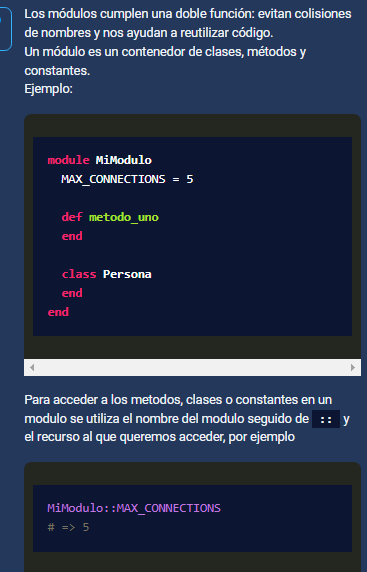 Los módulos cumplen una doble función: evitan colisiones
de nombres y nos ayudan a reutilizar código.
Un módulo es un contenedor de clases, métodos y
constantes.
Ejemplo:
module MiModulo
  MAX_CONNECTIONS = 5
  def metodo_uno
  end
  class Persona
  end
end
Para acceder a los metodos, clases o constantes en un
modulo se utiliza el nombre del modulo seguido de :: y
el recurso al que queremos acceder, por ejemplo
MiModulo::MAX_CONNECTIONS
# => 5